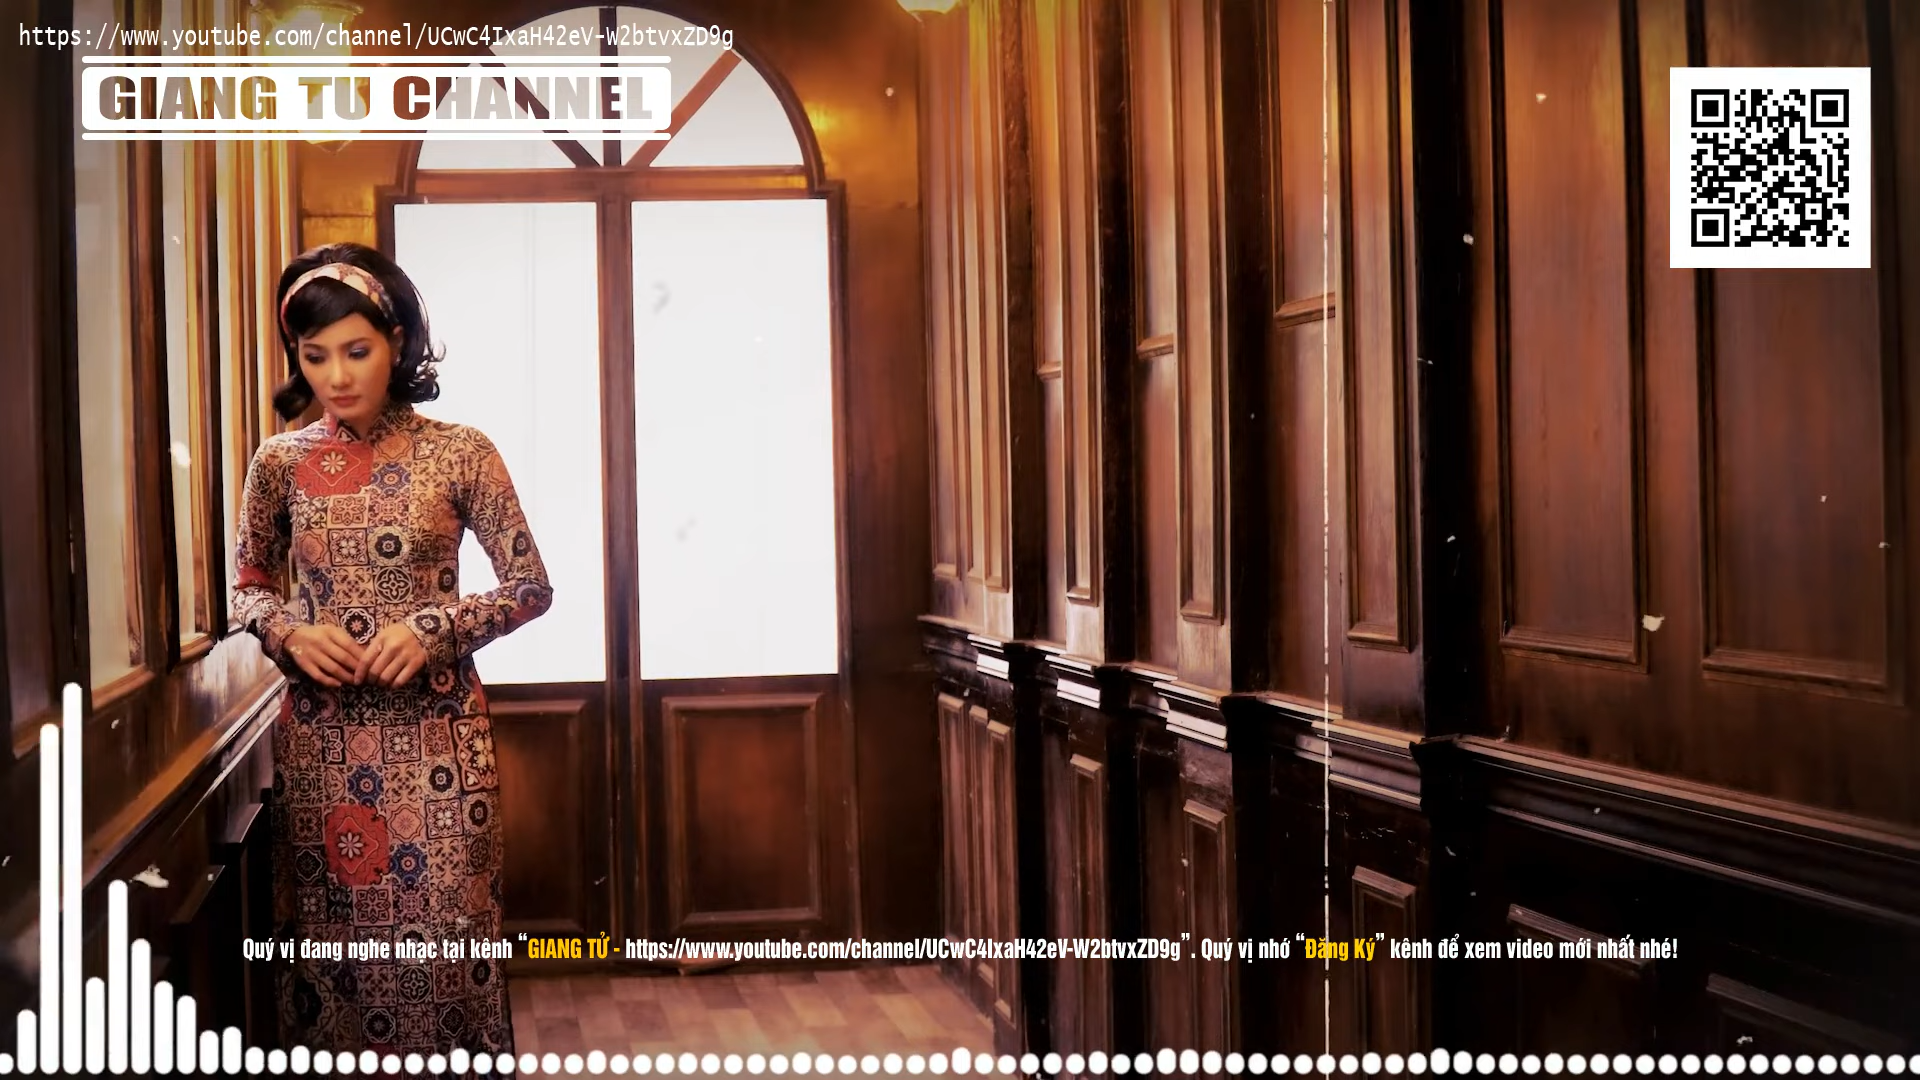 https://www.youtube.com/channel/UCwC4IxaH42eV-W2btvxZD9g
GIANG TU CHANNEL
Quý vị đang nghe nhạc tại kênh “GIANG TỬ - https://www.youtube.com/channel/UCwC4IxaH42eV-W2btvxZD9g”. Quý vị nhớ “Đăng Ký” kênh để xem video mới nhất nhé!